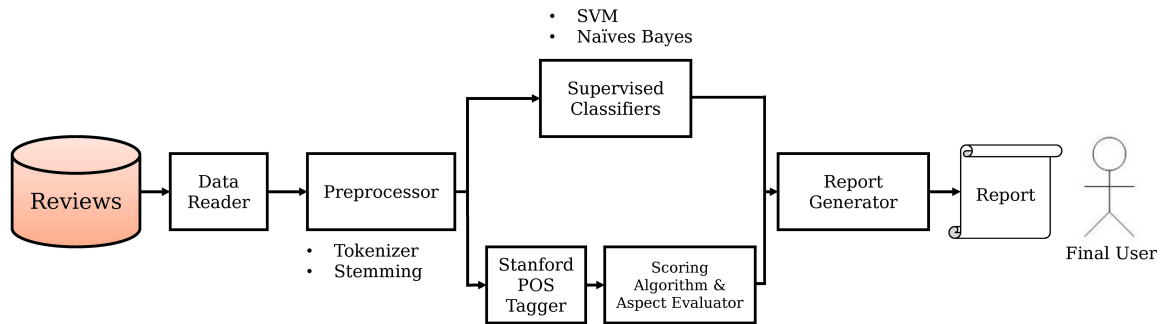 • SVM
• Naïves Bayes
Supervised
Classifiers
Reviews
Data
Reader
Preprocessor
• Tokenizer
• Stemming
Stanford
POS
Tagger
Scoring
Algorithm &
Aspect Evaluator
Report
Generator
Report
Final User